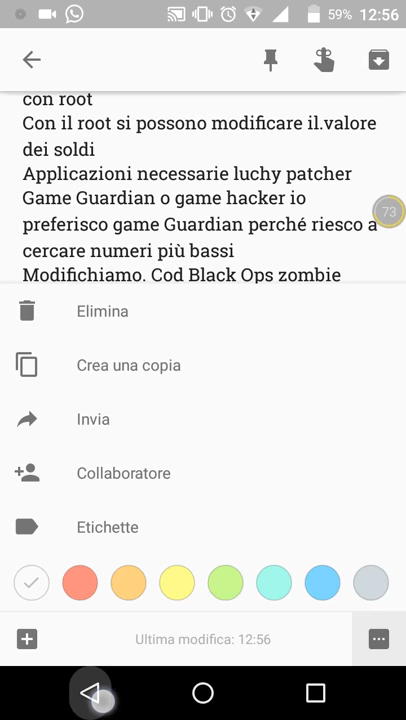 59% 12:56
con root
Con il root si possono modificare il.valore
dei soldi
Applicazioni necessarie luchy patcher
Game Guardian o game hacker io
preferisco game Guardian perché riesco a
cercare numeri più bassi
Modifichiamo. Cod Black Ops zombie
73
Elimina
Crea una copia
Invia
Collaboratore
Etichette
Ultima modifica: 12:56